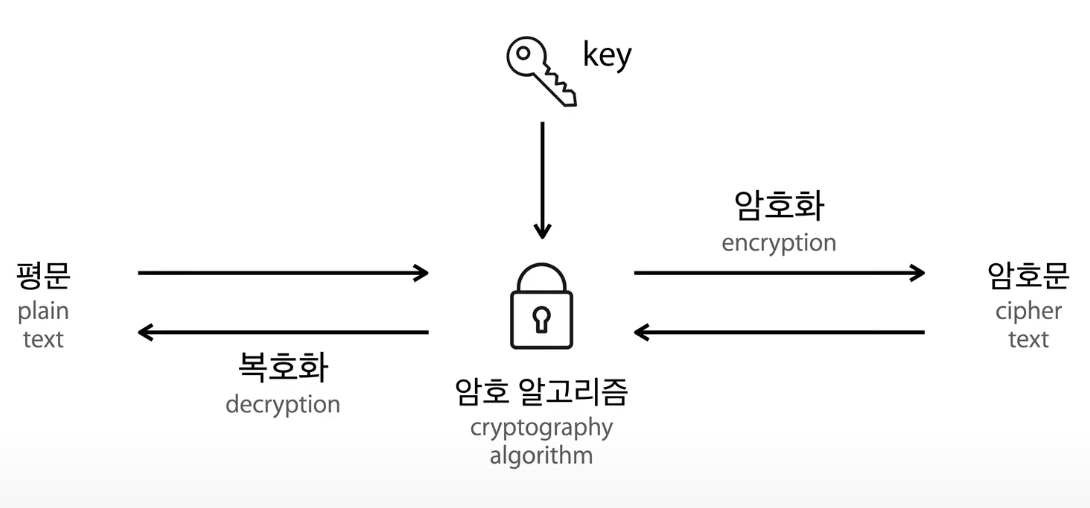 key
암호화
encryption
평문
plain
text
암호문
cipher
text
복호화
decryption
암호 알고리즘
cryptography
algorithm